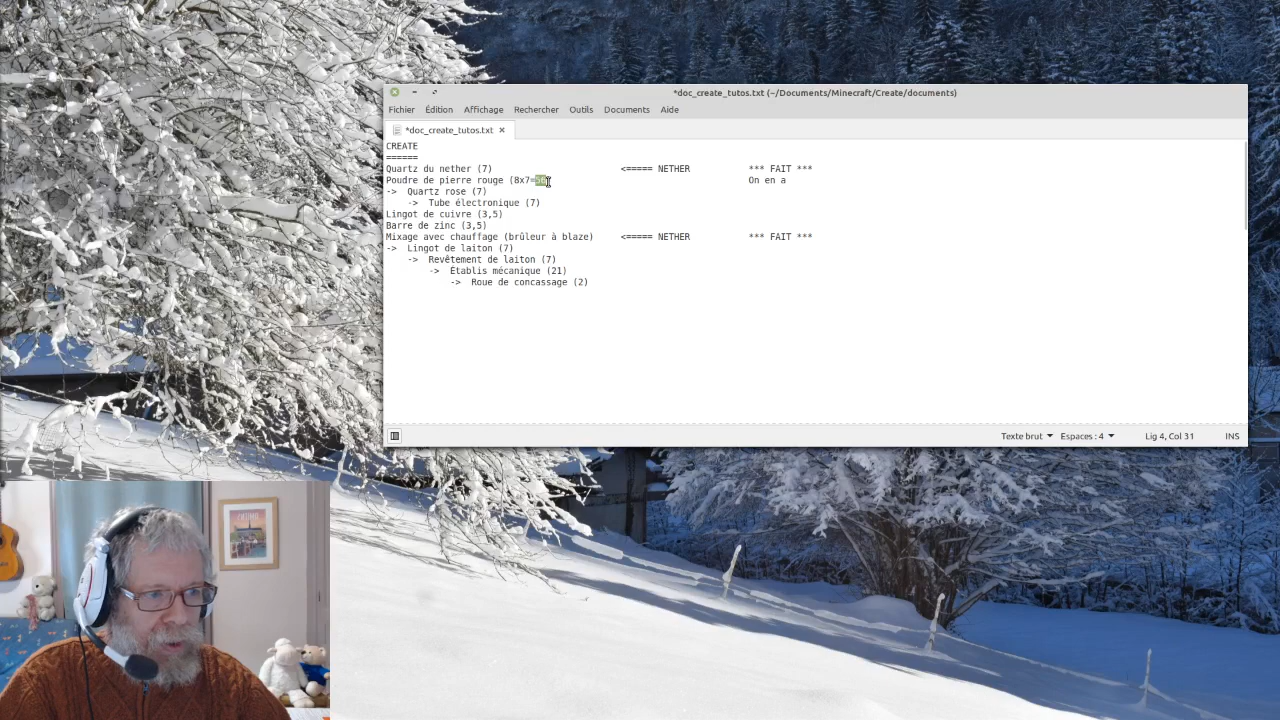 *doc_create_tutos.txt (~/Documents/Minecraft/Create/documents)
Fichier Édition Affichage Rechercher Outils Documents Aide
*doc_create_tutos.txt
CREATE
======
Quartz du nether (7) <===== NETHER *** FAIT ***
Poudre de pierre rouge (8x7=56) On en a
-> Quartz rose (7)
-> Tube électronique (7)
Lingot de cuivre (3,5)
Barre de zinc (3,5)
Mixage avec chauffage (brûleur à blaze) <===== NETHER *** FAIT ***
-> Lingot de laiton (7)
-> Revêtement de laiton (7)
-> Établis mécanique (21)
-> Roue de concassage (2)
Texte brut Espaces : 4 Lig 4, Col 31 INS